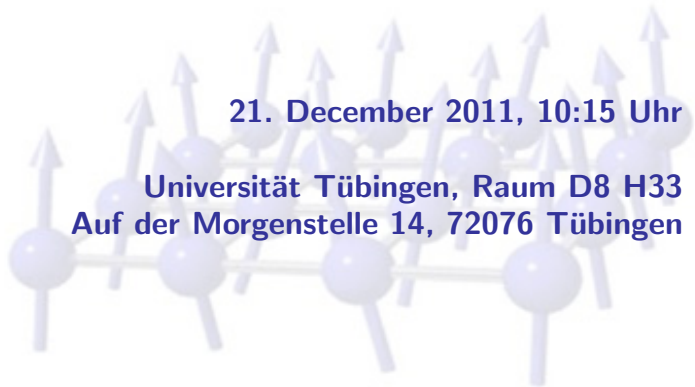 21. December 2011, 10:15 Uhr
Universität Tübingen, Raum D8 H33
Auf der Morgenstelle 14, 72076 Tübingen